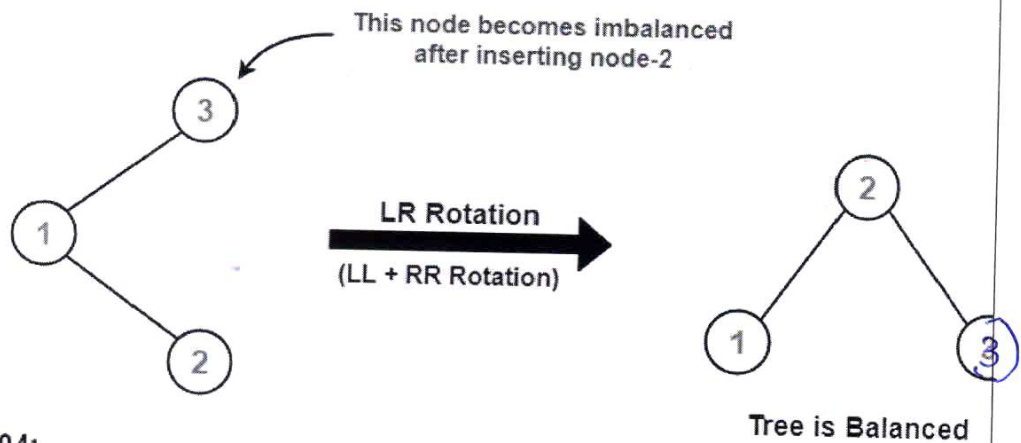 This node becomes imbalanced
after inserting node-2
3
1
2
LR Rotation
(LL + RR Rotation)
2
1
3
Tree is Balanced